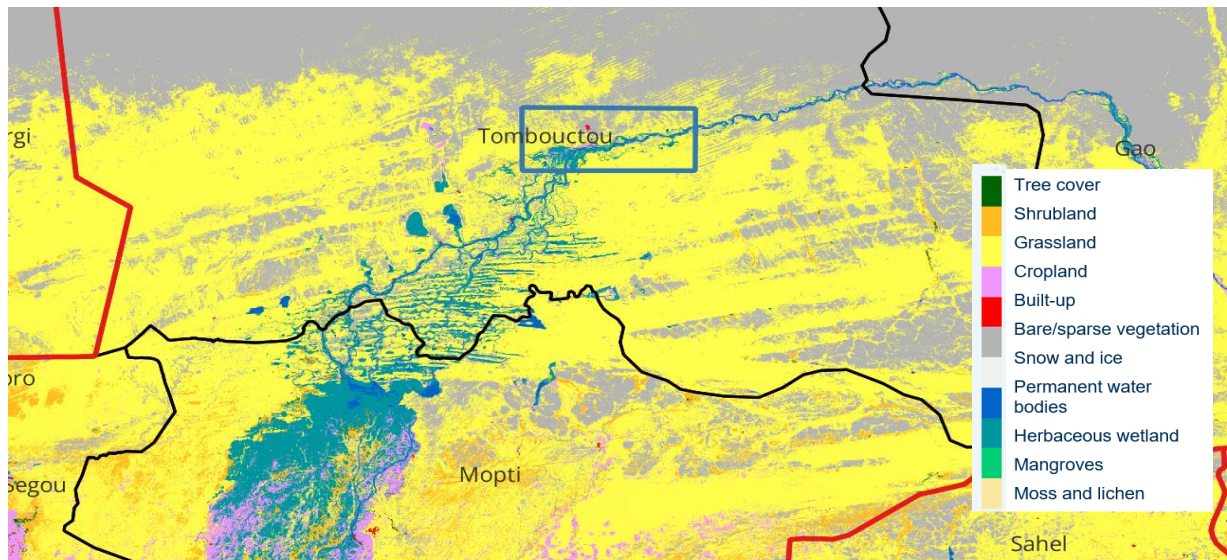 Tombouctou
rgi
Gao
Tree cover
Shrubland
Grassland
Cropland
Built-up
Bare/sparse vegetation
Snow and ice
Permanent water
bodies
Herbaceous wetland
Mangroves
Moss and lichen
oro
Segou
Mopti
Sahel